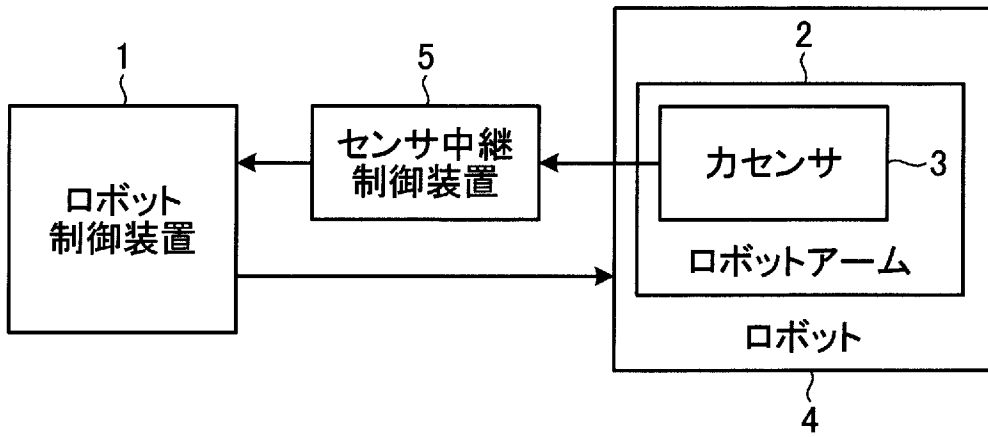 1
5
2
センサ中継
制御装置
力センサ
3
ロボット
制御装置
ロボットアーム
ロボット
4